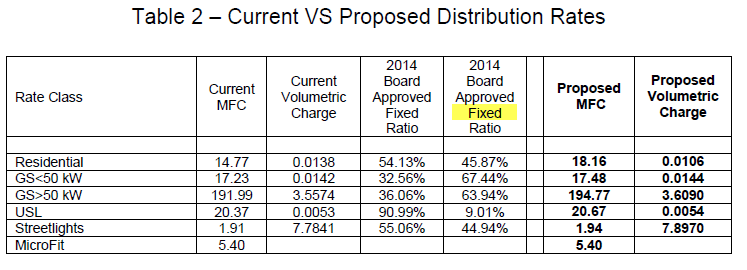 Table 2 – Current VS Proposed Distribution Rates
Rate Class Current MFC Current Volumetric Charge 2014 Board Approved Fixed Ratio 2014 Board Approved Fixed Ratio Proposed MFC Proposed Volumetric Charge
Residential 14.77 0.0138 54.13% 45.87% 18.16 0.0106
GS<50 kW 17.23 0.0142 32.56% 67.44% 17.48 0.0144
GS>50 kW 191.99 3.5574 36.06% 63.94% 194.77 3.6090
USL 20.37 0.0053 90.99% 9.01% 20.67 0.0054
Streetlights 1.91 7.7841 55.06% 44.94% 1.94 7.8970
MicroFit 5.40 5.40